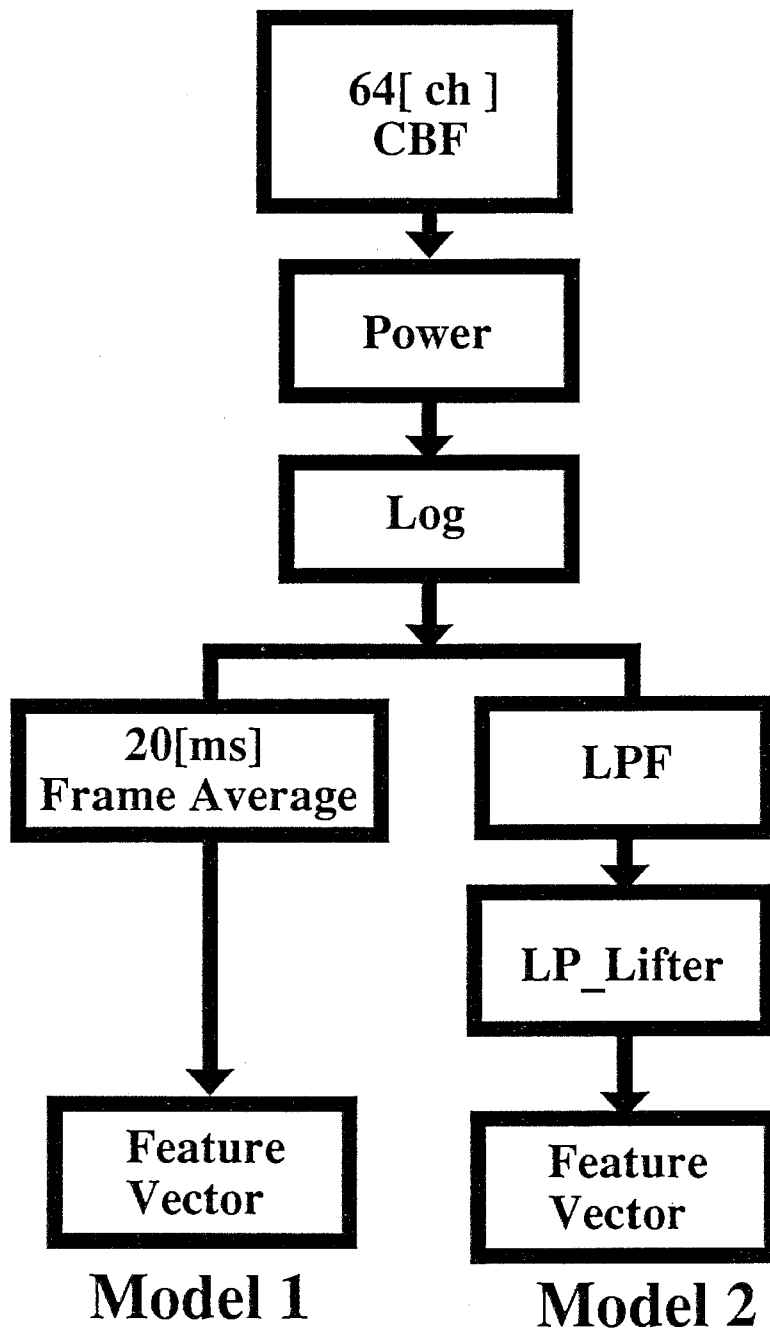 64[ ch ]
CBF
Power
Log
20[ms]
Frame Average
Feature
Vector
Model 1
LPF
LP_Lifter
Feature
Vector
Model 2